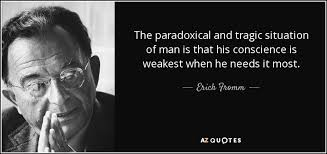 The paradoxical and tragic situation
of man is that his conscience is
weakest when he needs it most.
Erich Fromm
AZ QUOTES